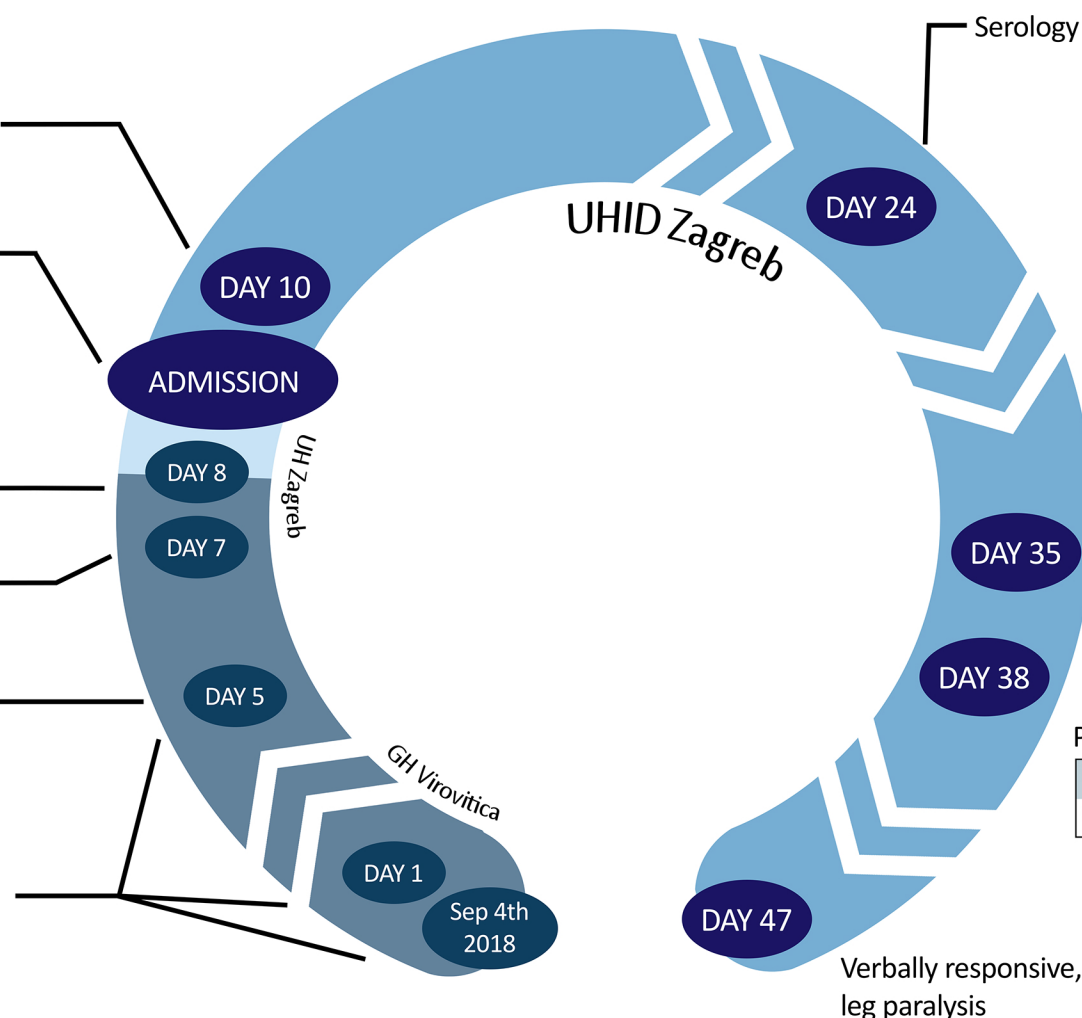 Serology
UHID Zagreb
DAY 24
DAY 10
ADMISSION
UH Zagreb
DAY 8
DAY 7
DAY 35
DAY 5
DAY 38
GH Virovitica
DAY 1
Sep 4th
2018
DAY 47
Verbally responsive,
leg paralysis